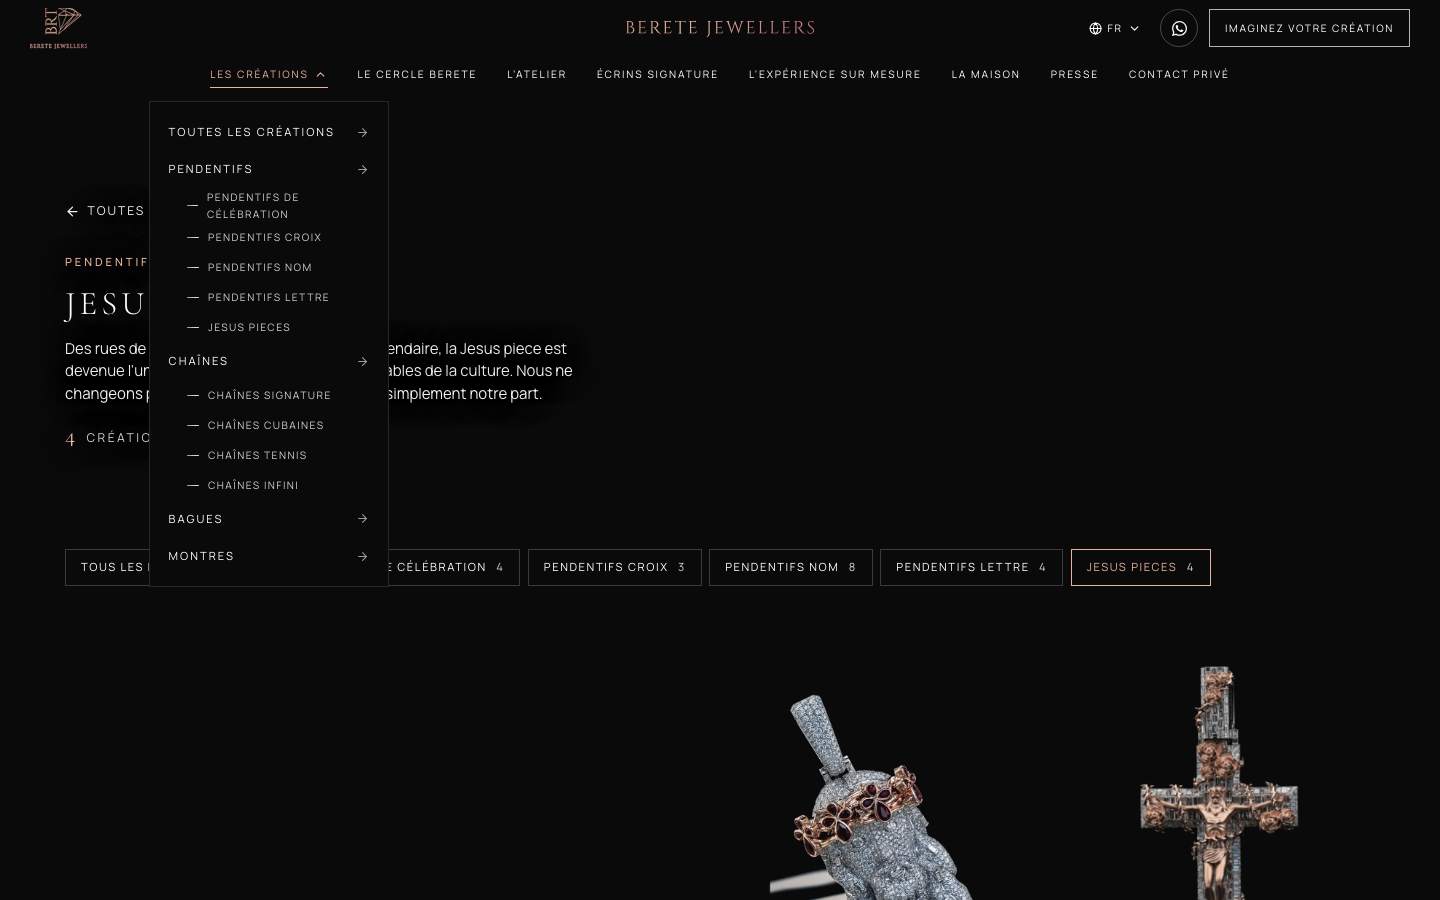 BRT
BERETE JEWELLERS
BERETE JEWELLERS
FR
IMAGINEZ VOTRE CRÉATION
LES CRÉATIONS
LE CERCLE BERETE
L'ATELIER
ÉCRINS SIGNATURE
L'EXPÉRIENCE SUR MESURE
LA MAISON
PRESSE
CONTACT PRIVÉ
TOUTES LES CRÉATIONS
PENDENTIFS
PENDENTIFS DE
CÉLÉBRATION
PENDENTIFS CROIX
PENDENTIFS NOM
PENDENTIFS LETTRE
JESUS PIECES
CHAÎNES
CHAÎNES SIGNATURE
CHAÎNES CUBAINES
CHAÎNES TENNIS
CHAÎNES INFINI
BAGUES
MONTRES
TOUTES
PENDENTIF
JESU
Des rues de endaire, la Jesus piece est
devenue l'un ables de la culture. Nous ne
changeons simplement notre part.
4 CRÉATIO
TOUS LES
CÉLÉBRATION 4
PENDENTIFS CROIX 3
PENDENTIFS NOM 8
PENDENTIFS LETTRE 4
JESUS PIECES 4